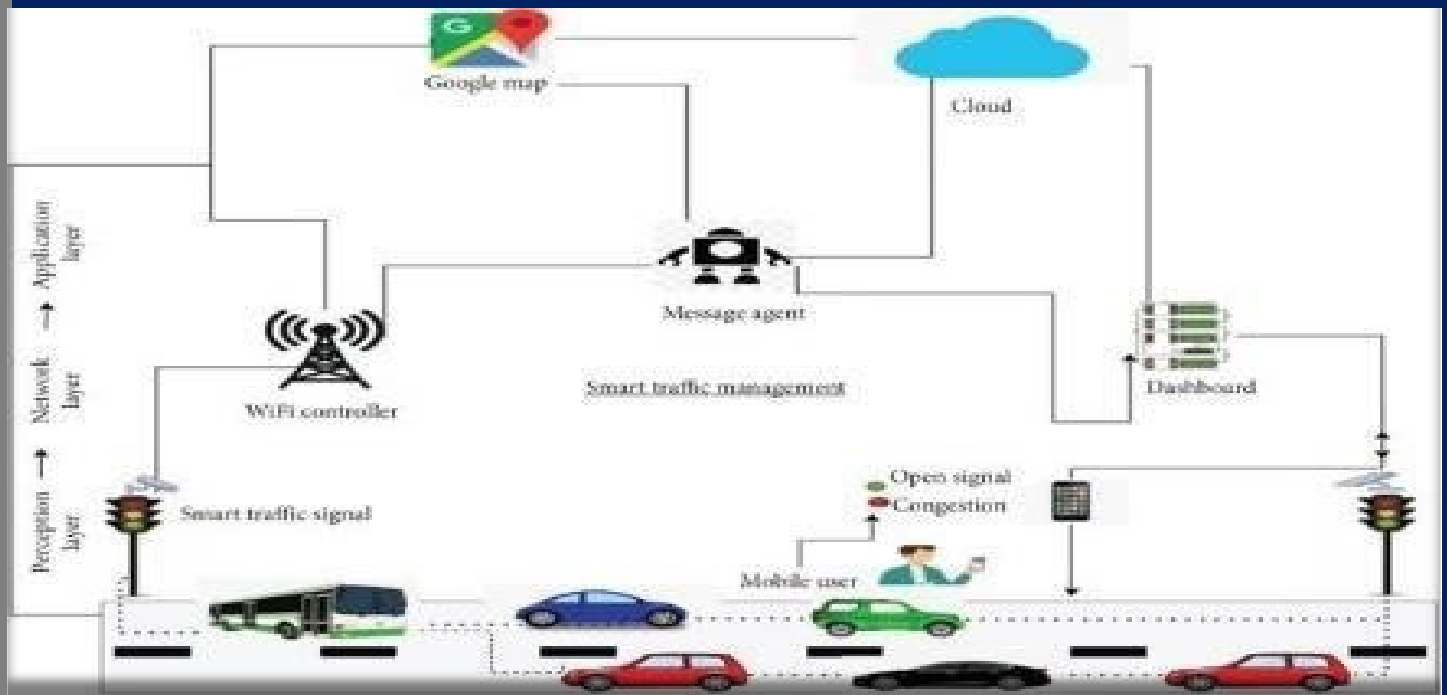 G
Google map
Cloud
Message agent
WiFi controller
Smart traffic management
Dashboard
Open signal
Congestion
Smart traffic signal
Mobile user
Perception → Network → Application
layer layer layer